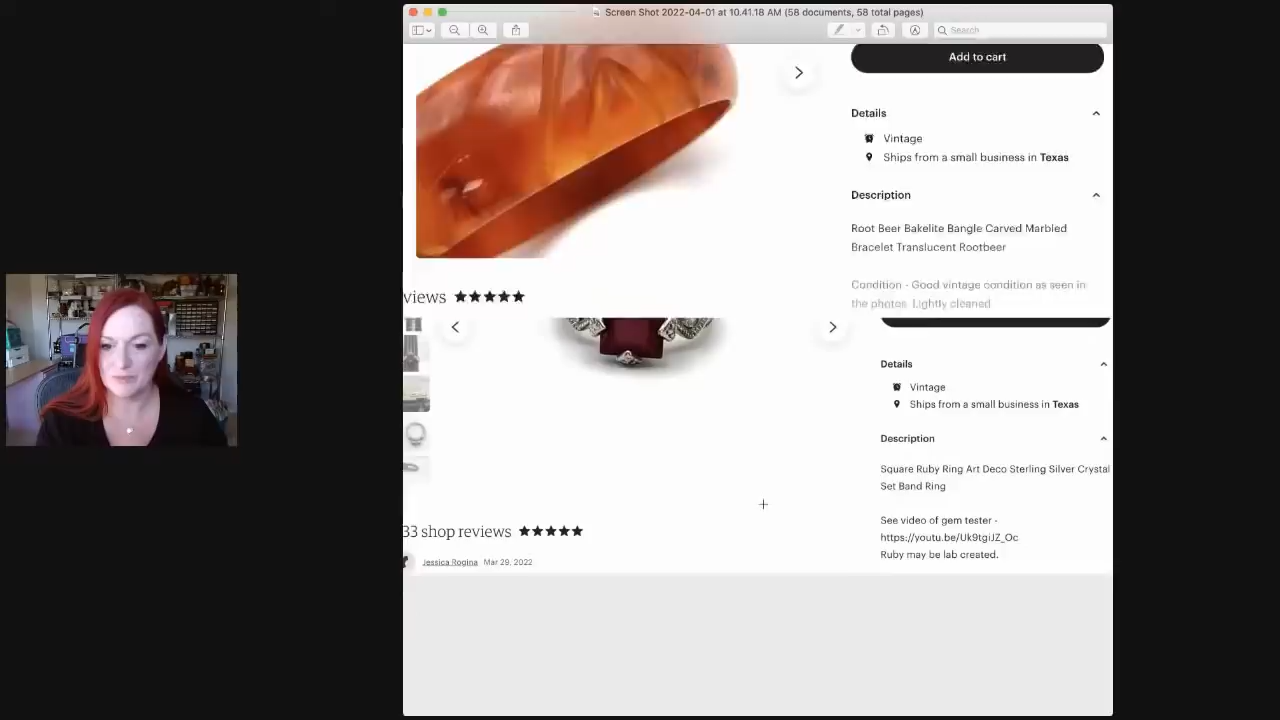 Screen Shot 2022-04-01 at 10.41.18 AM (58 documents, 58 total pages)
Search
Add to cart
Details
Vintage
Ships from a small business in Texas
Description
Root Beer Bakelite Bangle Carved Marbled
Bracelet Translucent Rootbeer
Condition - Good vintage condition as seen in
the photos. Lightly cleaned
views
Details
Vintage
Ships from a small business in Texas
Description
Square Ruby Ring Art Deco Sterling Silver Crystal
Set Band Ring
See video of gem tester -
https://youtu.be/Uk9tgiJZ_Oc
Ruby may be lab created.
33 shop reviews
Jessica Rogina Mar 29, 2022